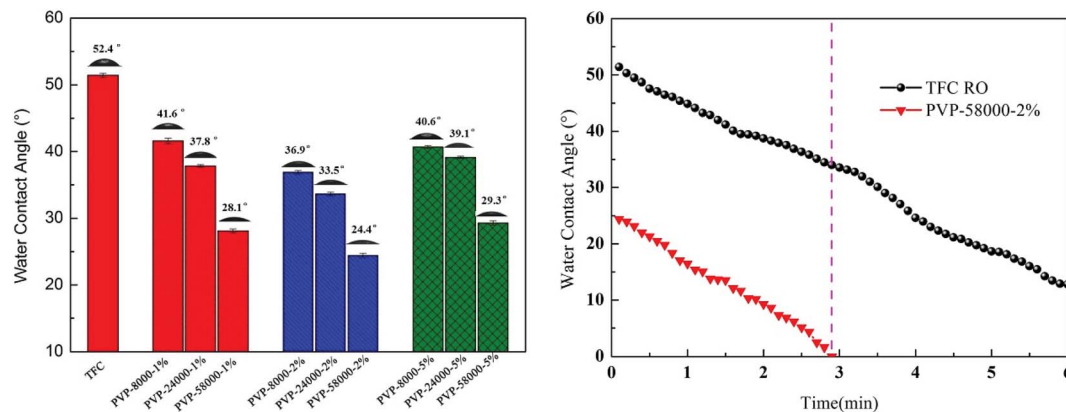 60
50
40
30
20
10
Water Contact Angle (°)
52.4°
41.6°
37.8°
28.1°
36.9°
33.5°
24.4°
40.6°
39.1°
29.3°
TFC
PVP-8000-1%
PVP-24000-1%
PVP-58000-1%
PVP-8000-2%
PVP-24000-2%
PVP-58000-2%
PVP-8000-5%
PVP-24000-5%
PVP-58000-5%
60
50
40
30
20
10
0
Water Contact Angle (°)
TFC RO
PVP-58000-2%
0 1 2 3 4 5 6
Time(min)